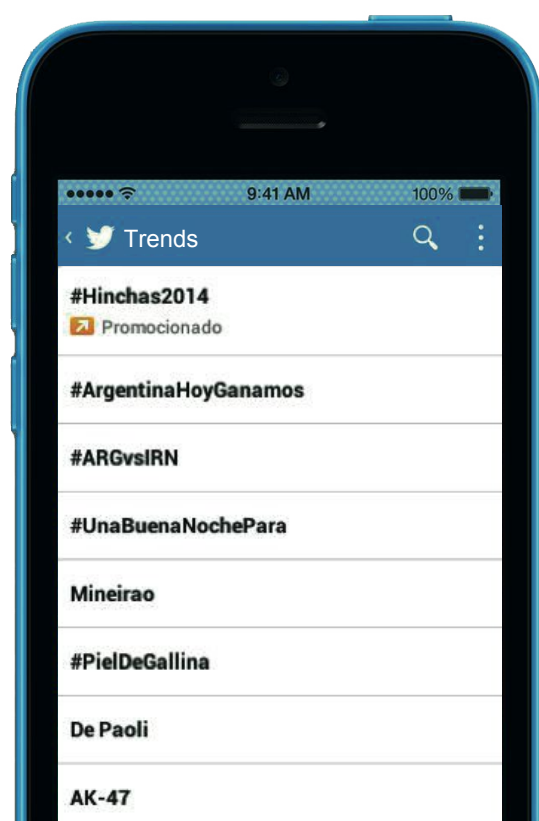 9:41 AM 100%
Trends
#Hinchas2014
Promocionado
#ArgentinaHoyGanamos
#ARGvsIRN
#UnaBuenaNochePara
Mineirao
#PielDeGallina
De Paoli
AK-47